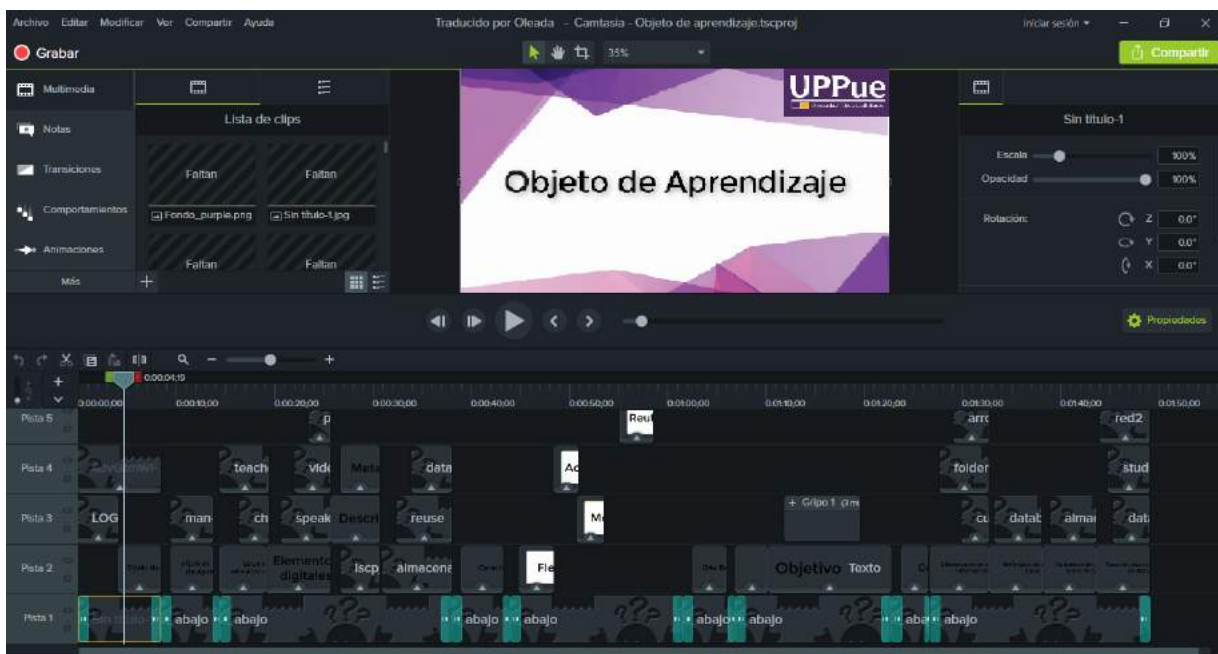 Archivo Editar Modificar Ver Compartir Ayuda
Traducido por Oleada - Camtasia - Objeto de aprendizaje.tscproj
Iniciar sesión
Grabar
35%
Compartir
Multimedia
Notas
Transiciones
Comportamientos
Animaciones
Más
Lista de clips
Faltan Faltan
Fondo_purple.png Sin título-1.jpg
Faltan Faltan
UPPue
Objeto de Aprendizaje
Sin título-1
Escala 100%
Opacidad 100%
Rotación: Z 0.0°
Y 0.0°
X 0.0°
Propiedades
0:00:04;19
0:00:00;00 0:00:10;00 0:00:20;00 0:00:30;00 0:00:40;00 0:00:50;00 0:01:00;00 0:01:10;00 0:01:20;00 0:01:30;00 0:01:40;00 0:01:50;00
Pista 5 p Reut arrc red2
Pista 4 teach vide Meta data Ac folder stud
Pista 3 LOG man ch speak Descri reuse M + Grupo 1 cu datab almac dat
Pista 2 Elemento digitales lscp almacena Fle Objetivo Texto
Pista 1 Sin título abajo abajo abajo abajo abajo abajo abajo abajo